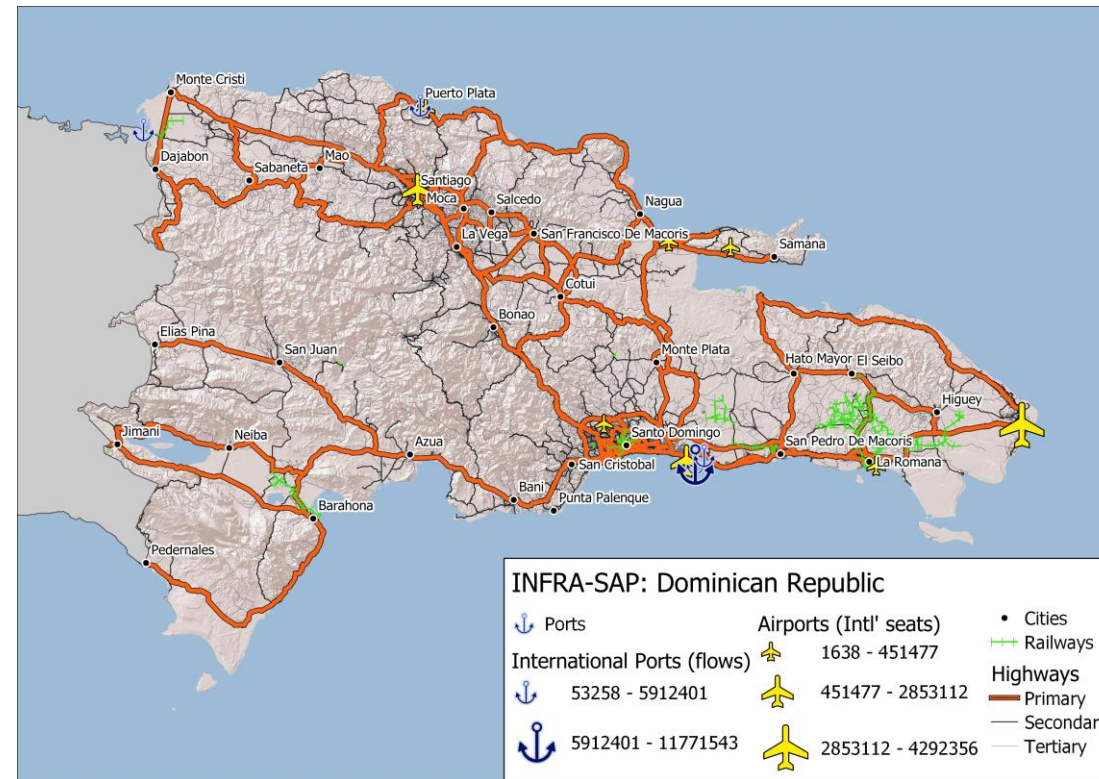 Monte Cristi
Puerto Plata
Dajabon
Sabaneta
Mao
Santiago
Moca
Salcedo
Nagua
San Francisco De Macoris
La Vega
Samana
Cotui
Bonao
Elias Pina
San Juan
Monte Plata
Hato Mayor
El Seibo
Higuey
Jimani
Neiba
Azua
Santo Domingo
San Pedro De Macoris
San Cristobal
La Romana
Bani
Punta Palenque
Barahona
Pedernales
INFRA-SAP: Dominican Republic
Ports
International Ports (flows)
53258 - 5912401
5912401 - 11771543
Airports (Intl' seats)
1638 - 451477
451477 - 2853112
2853112 - 4292356
Cities
Railways
Highways
Primary
Secondar
Tertiary